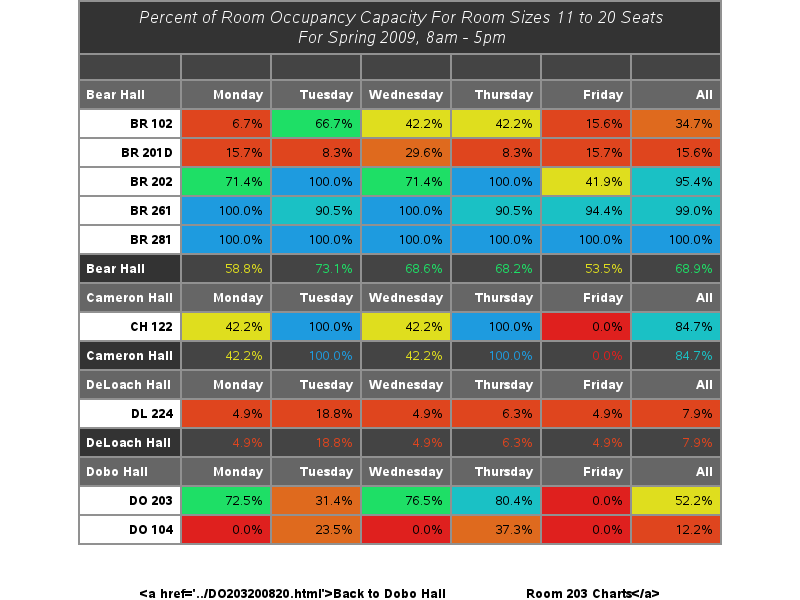 Percent of Room Occupancy Capacity For Room Sizes 11 to 20 Seats
For Spring 2009, 8am - 5pm
Bear Hall Monday Tuesday Wednesday Thursday Friday All
BR 102 6.7% 66.7% 42.2% 42.2% 15.6% 34.7%
BR 201D 15.7% 8.3% 29.6% 8.3% 15.7% 15.6%
BR 202 71.4% 100.0% 71.4% 100.0% 41.9% 95.4%
BR 261 100.0% 90.5% 100.0% 90.5% 94.4% 99.0%
BR 281 100.0% 100.0% 100.0% 100.0% 100.0% 100.0%
Bear Hall 58.8% 73.1% 68.6% 68.2% 53.5% 68.9%
Cameron Hall Monday Tuesday Wednesday Thursday Friday All
CH 122 42.2% 100.0% 42.2% 100.0% 0.0% 84.7%
Cameron Hall 42.2% 100.0% 42.2% 100.0% 0.0% 84.7%
DeLoach Hall Monday Tuesday Wednesday Thursday Friday All
DL 224 4.9% 18.8% 4.9% 6.3% 4.9% 7.9%
DeLoach Hall 4.9% 18.8% 4.9% 6.3% 4.9% 7.9%
Dobo Hall Monday Tuesday Wednesday Thursday Friday All
DO 203 72.5% 31.4% 76.5% 80.4% 0.0% 52.2%
DO 104 0.0% 23.5% 0.0% 37.3% 0.0% 12.2%
<a href='../DO203200820.html'>Back to Dobo Hall Room 203 Charts</a>